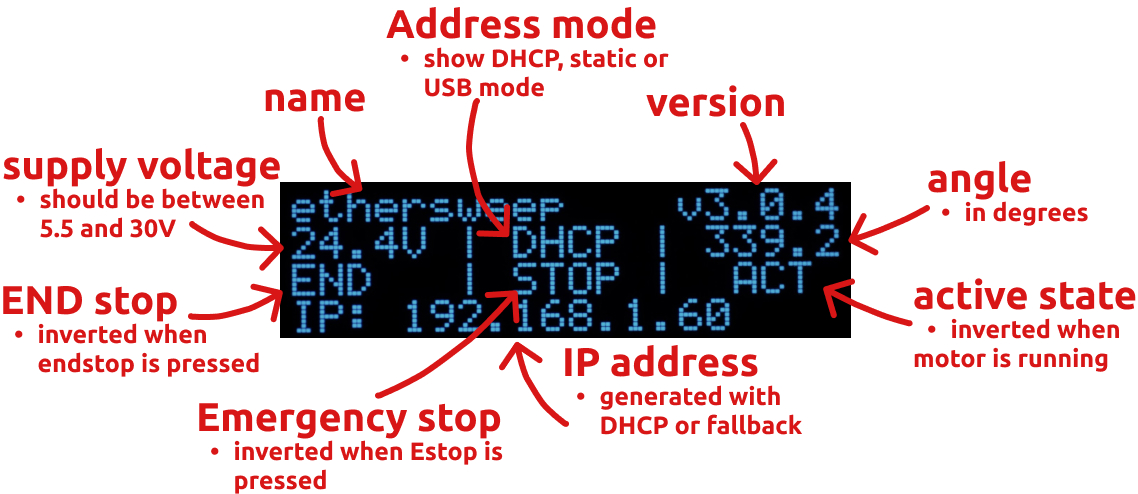 Address mode
• show DHCP, static or
USB mode
name
version
supply voltage
• should be between
5.5 and 30V
angle
• in degrees
ethersweep v3.0.4
24.4V | DHCP | 339.2
END | STOP | ACT
IP: 192.168.1.60
END stop
• inverted when
endstop is pressed
active state
• inverted when
motor is running
IP address
• generated with
DHCP or fallback
Emergency stop
• inverted when Estop is
pressed